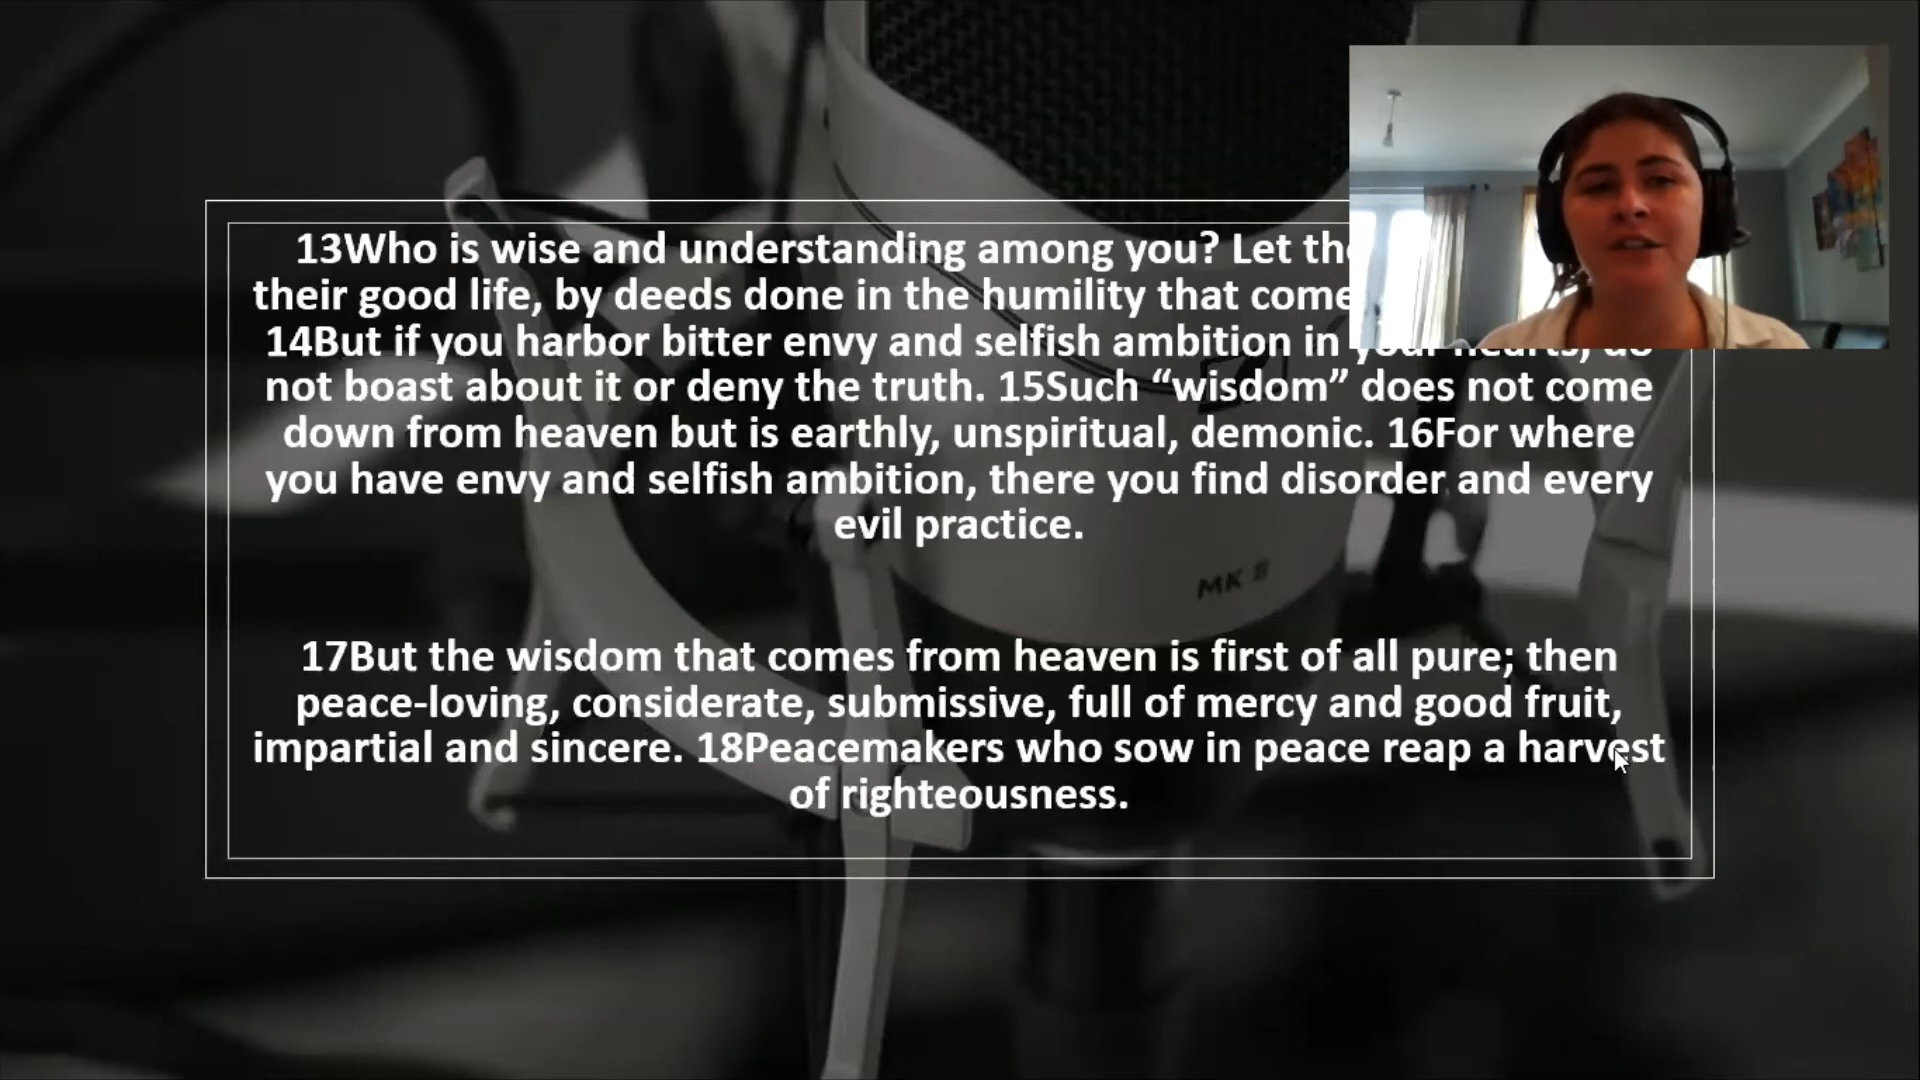 13Who is wise and understanding among you? Let
their good life, by deeds done in the humility that
14But if you harbor bitter envy and selfish ambition in your hearts, do
not boast about it or deny the truth. 15Such “wisdom” does not come
down from heaven but is earthly, unspiritual, demonic. 16For where
you have envy and selfish ambition, there you find disorder and every
evil practice.
MK II
17But the wisdom that comes from heaven is first of all pure; then
peace-loving, considerate, submissive, full of mercy and good fruit,
impartial and sincere. 18Peacemakers who sow in peace reap a harvest
of righteousness.